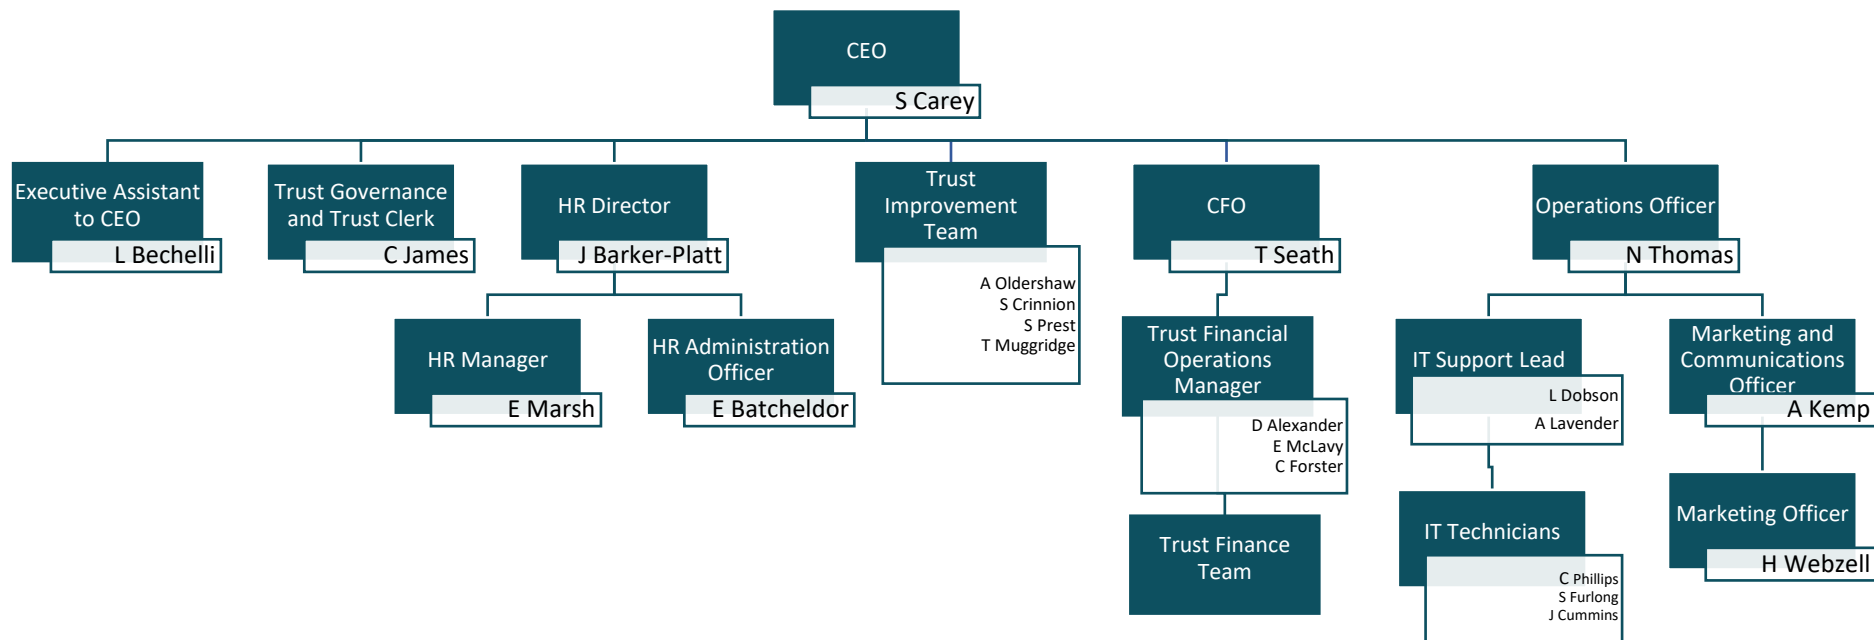 CEO
S Carey
Executive Assistant
to CEO
L Bechelli
Trust Governance
and Trust Clerk
C James
HR Director
J Barker-Platt
Trust
Improvement
Team
A Oldershaw
S Crinnion
S Prest
T Muggridge
CFO
T Seath
Operations Officer
N Thomas
HR Manager
E Marsh
HR Administration
Officer
E Batcheldor
Trust Financial
Operations
Manager
D Alexander
E McLavy
C Forster
IT Support Lead
L Dobson
A Lavender
Marketing and
Communications
Officer
A Kemp
Trust Finance
Team
IT Technicians
C Phillips
S Furlong
J Cummins
Marketing Officer
H Webzell